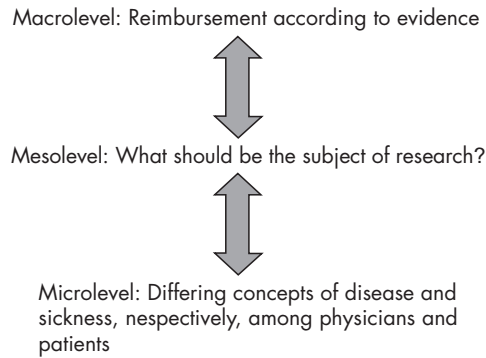 Macrolevel: Reimbursement according to evidence
Mesolevel: What should be the subject of research?
Microlevel: Differing concepts of disease and
sickness, nespectively, among physicians and
patients